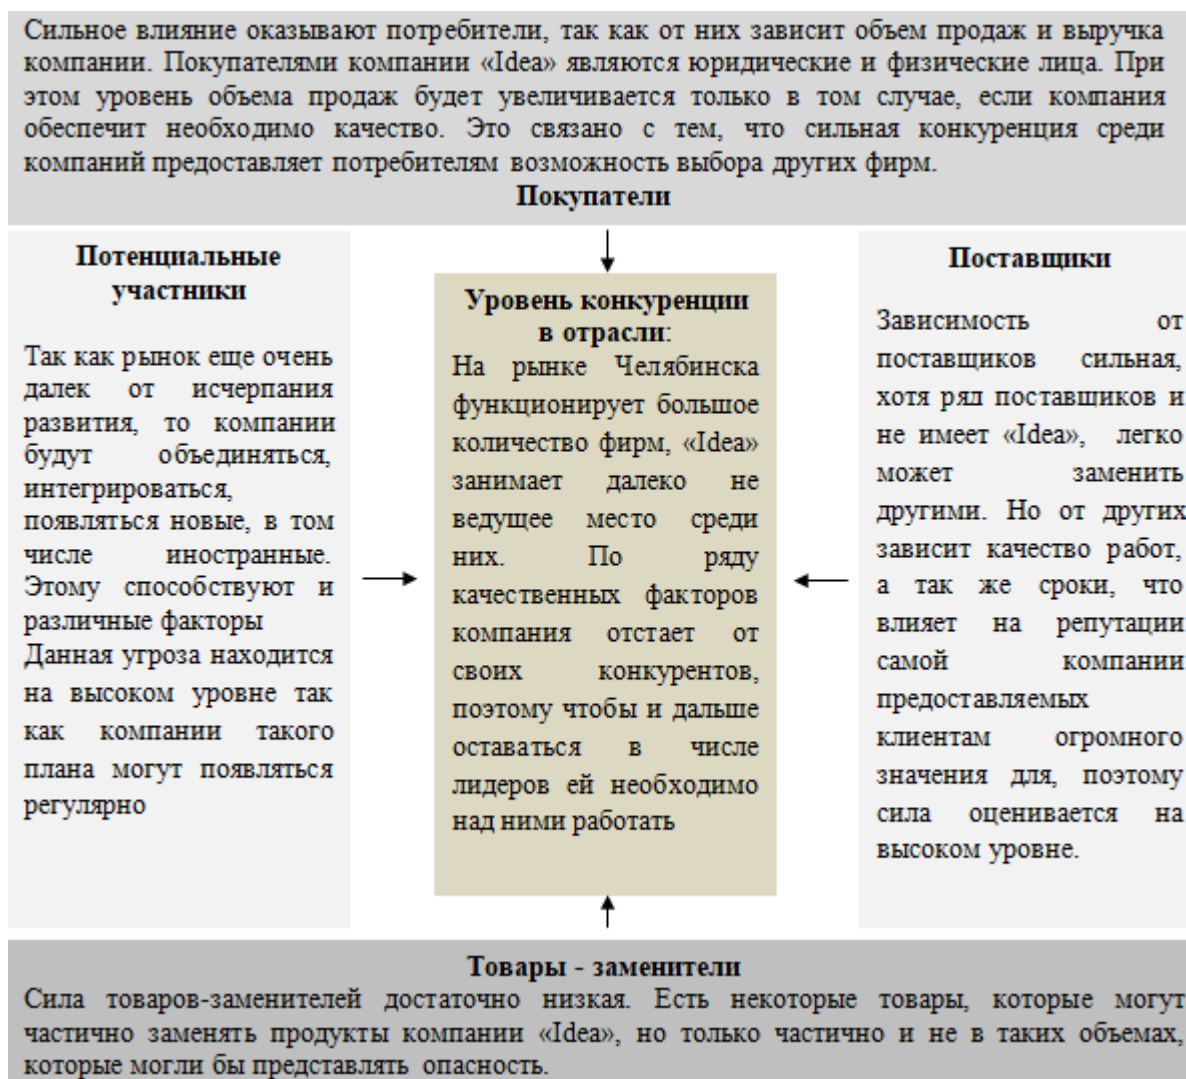 Сильное влияние оказывают потребители, так как от них зависит объем продаж и выручка
компании. Покупателями компании «Idea» являются юридические и физические лица. При
этом уровень объема продаж будет увеличивается только в том случае, если компания
обеспечит необходимо качество. Это связано с тем, что сильная конкуренция среди
компаний предоставляет потребителям возможность выбора других фирм.
Покупатели
Потенциальные
участники
Так как рынок еще очень
далек от исчерпания
развития, то компании
будут объединяться,
интегрироваться,
появляться новые, в том
числе иностранные.
Этому способствуют и
различные факторы
Данная угроза находится
на высоком уровне так
как компании такого
плана могут появляться
регулярно
Уровень конкуренции
в отрасли:
На рынке Челябинска
функционирует большое
количество фирм, «Idea»
занимает далеко не
ведущее место среди
них. По ряду
качественных факторов
компания отстает от
своих конкурентов,
поэтому чтобы и дальше
оставаться в числе
лидеров ей необходимо
над ними работать
Поставщики
Зависимость от
поставщиков сильная,
хотя ряд поставщиков и
не имеет «Idea», легко
может заменить
другими. Но от других
зависит качество работ,
а так же сроки, что
влияет на репутации
самой компании
предоставляемых
клиентам огромного
значения для, поэтому
сила оценивается на
высоком уровне.
Товары - заменители
Сила товаров-заменителей достаточно низкая. Есть некоторые товары, которые могут
частично заменять продукты компании «Idea», но только частично и не в таких объемах,
которые могли бы представлять опасность.